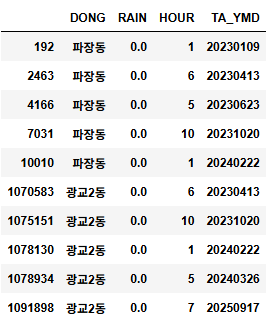 DONG RAIN HOUR TA_YMD
192 파장동 0.0 1 20230109
2463 파장동 0.0 6 20230413
4166 파장동 0.0 5 20230623
7031 파장동 0.0 10 20231020
10010 파장동 0.0 1 20240222
1070583 광교2동 0.0 6 20230413
1075151 광교2동 0.0 10 20231020
1078130 광교2동 0.0 1 20240222
1078934 광교2동 0.0 5 20240326
1091898 광교2동 0.0 7 20250917